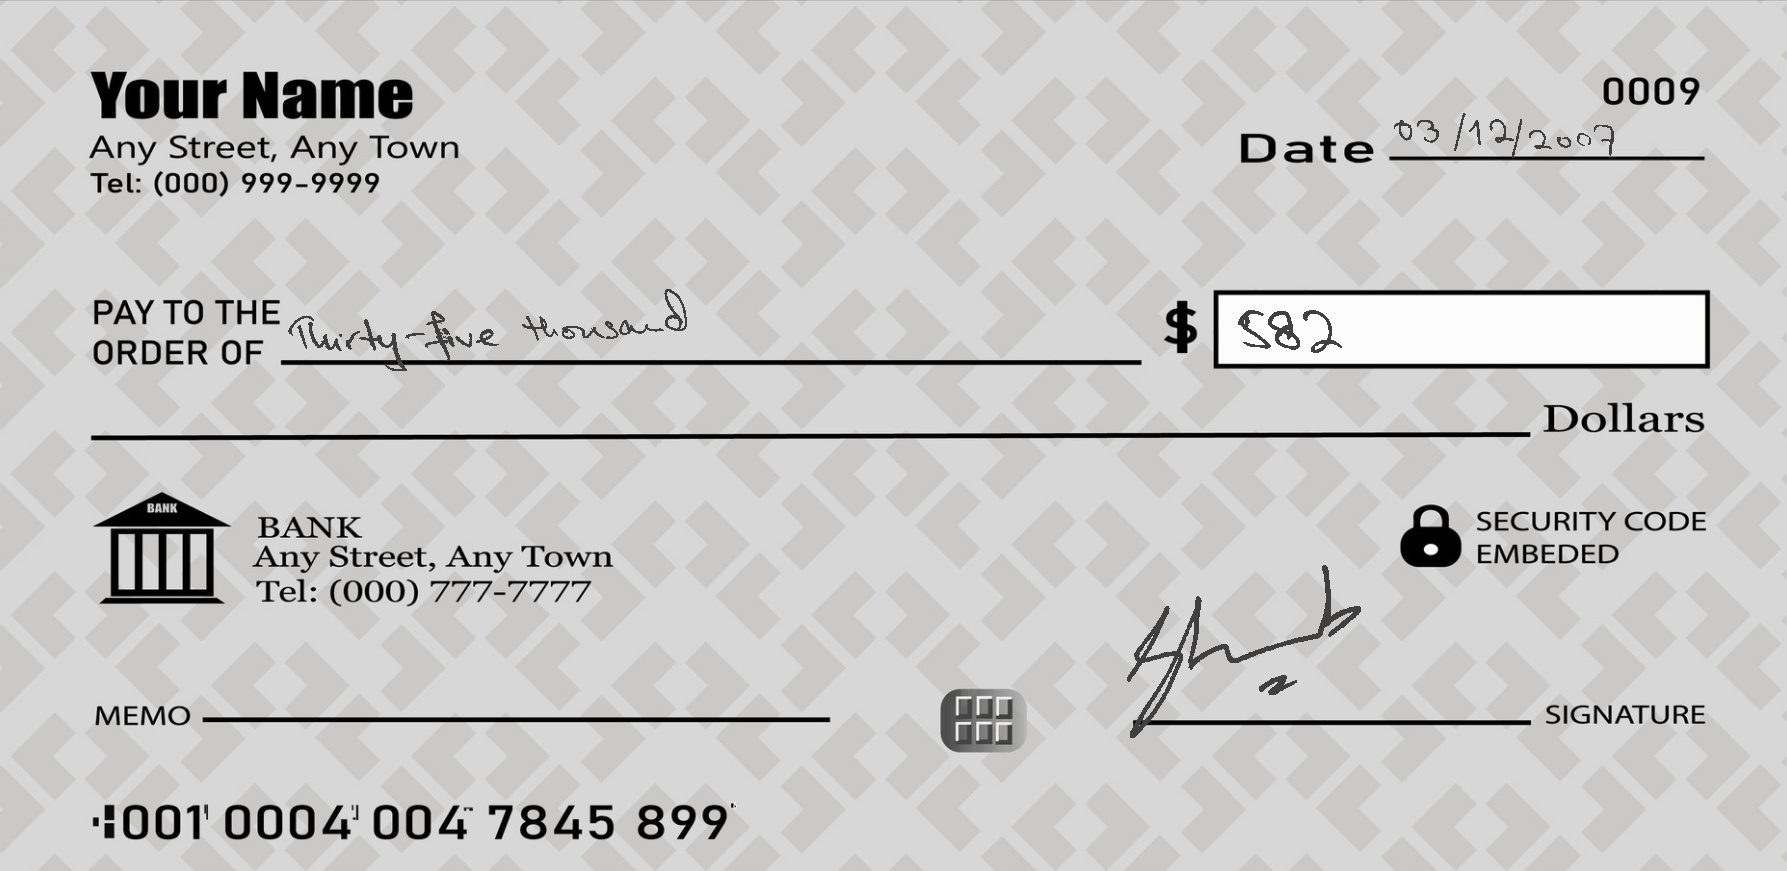 Your Name
0009
Any Street, Any Town
Date 03/12/2007
Tel: (000) 999-9999
PAY TO THE
ORDER OF Thirty-five thousand $ 582
Dollars
BANK
BANK
Any Street, Any Town
Tel: (000) 777-7777
SECURITY CODE
EMBEDED
MEMO
SIGNATURE
001 0004 004 7845 899